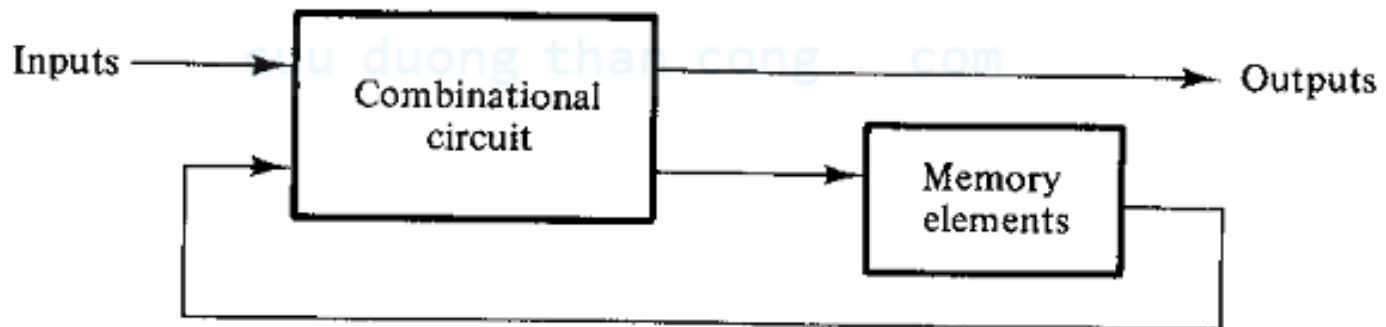 cuu duong than cong . com
Inputs
Combinational
circuit
Outputs
Memory
elements